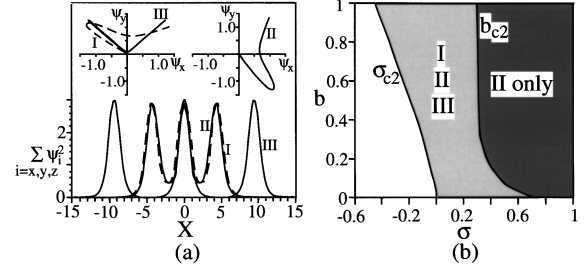 ψy
III
I
ψx
-1.0
1.0
ψy
1.0
II
ψx
-1.0
-1.0
2
0
Σ ψi²
i=x,y,z
II
I
III
-15
-10
-5
0
5
10
15
X
(a)
1
0.8
0.6
0.4
0.2
0
b
σc2
bc2
I
II
III
II only
-0.6
-0.2
0.2
0.6
1
σ
(b)